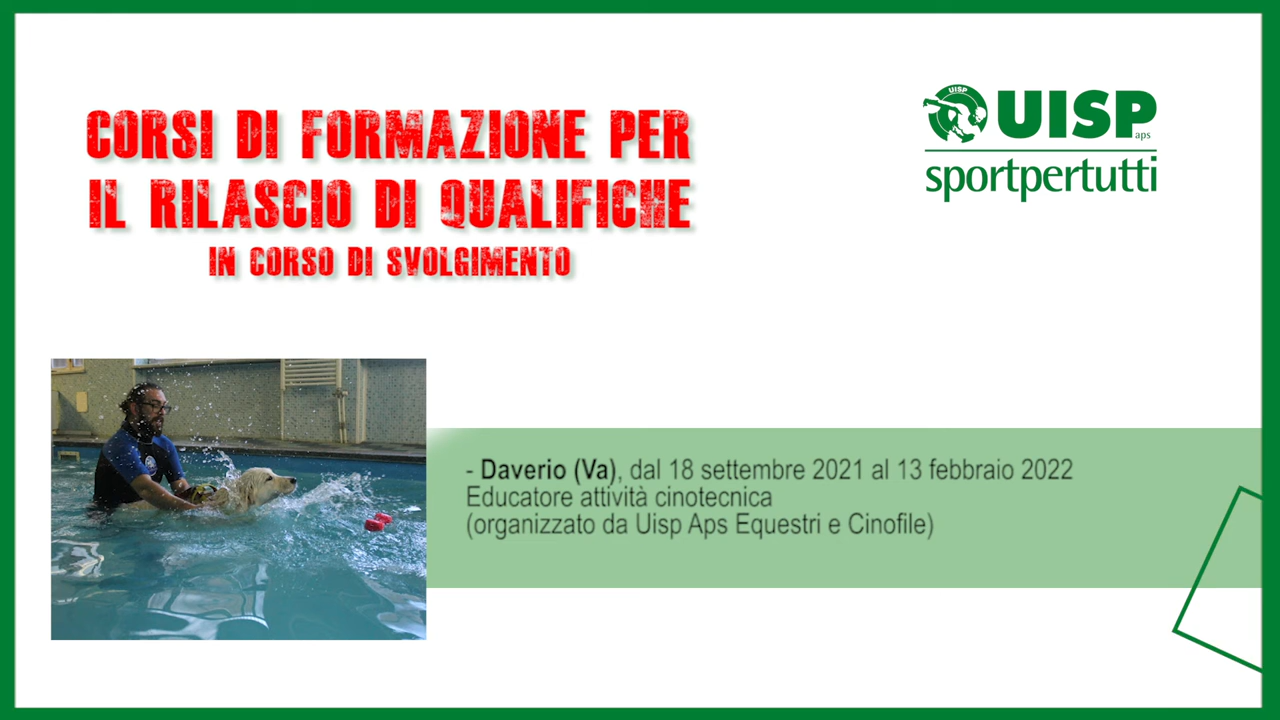 CORSI DI FORMAZIONE PER
IL RILASCIO DI QUALIFICHE
IN CORSO DI SVOLGIMENTO
UISP
UISP
aps
sportpertutti
- Daverio (Va), dal 18 settembre 2021 al 13 febbraio 2022
Educatore attività cinotecnica
(organizzato da Uisp Aps Equestri e Cinofile)